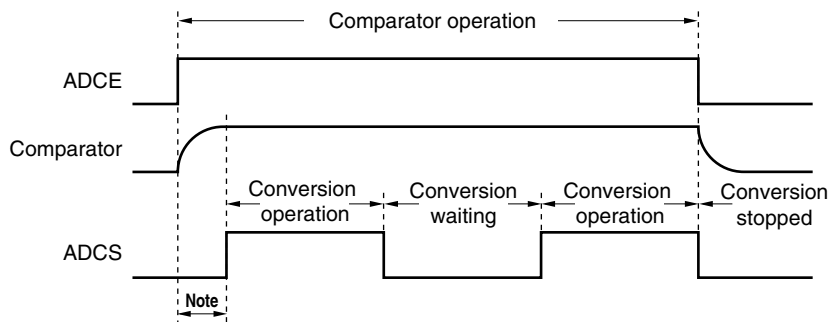 Comparator operation
ADCE
Comparator
Conversion
operation
Conversion
waiting
Conversion
operation
Conversion
stopped
ADCS
Note